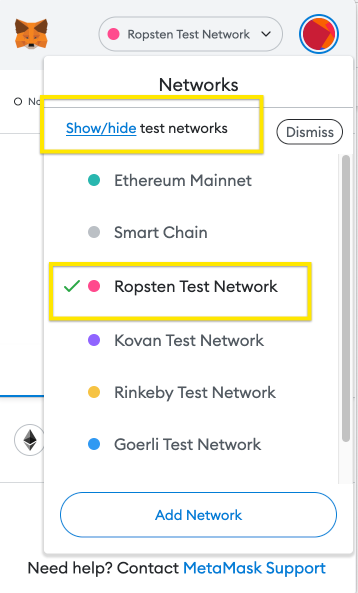 Ropsten Test Network
Networks
No
Show/hide test networks
Dismiss
Ethereum Mainnet
Smart Chain
Ropsten Test Network
Kovan Test Network
Rinkeby Test Network
Goerli Test Network
Add Network
Need help? Contact MetaMask Support